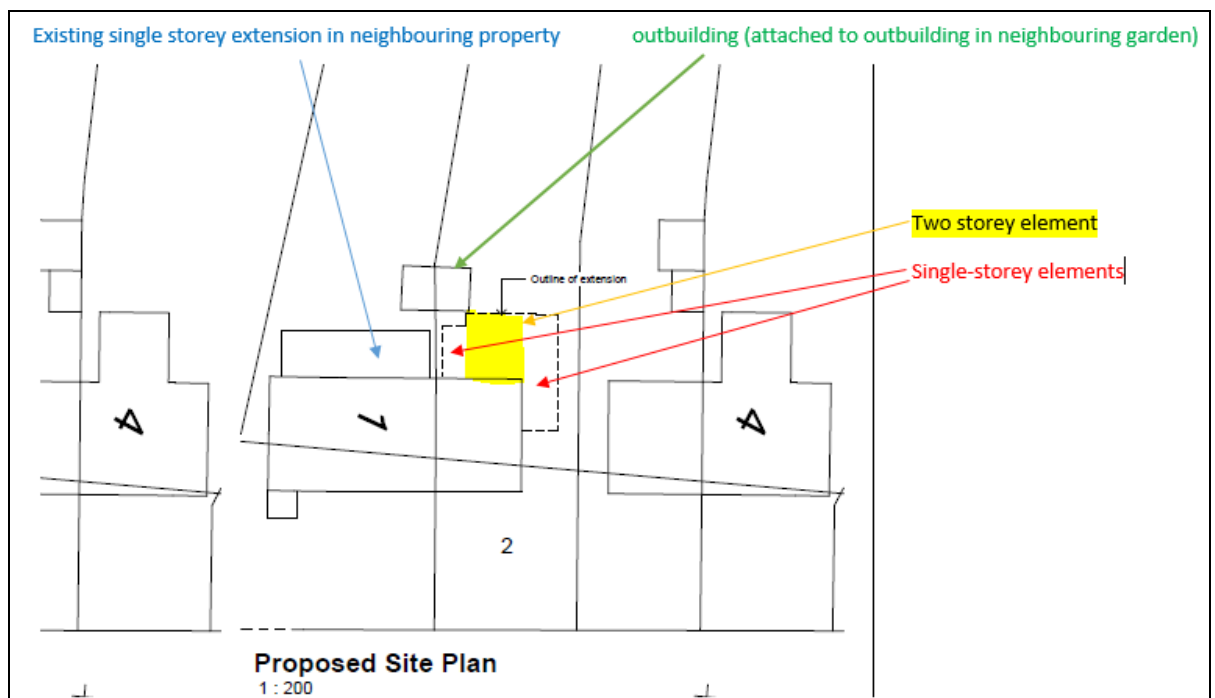 Existing single storey extension in neighbouring property
outbuilding (attached to outbuilding in neighbouring garden)
Two storey element
Single-storey elements
Outline of extension
4
1
4
2
Proposed Site Plan
1 : 200